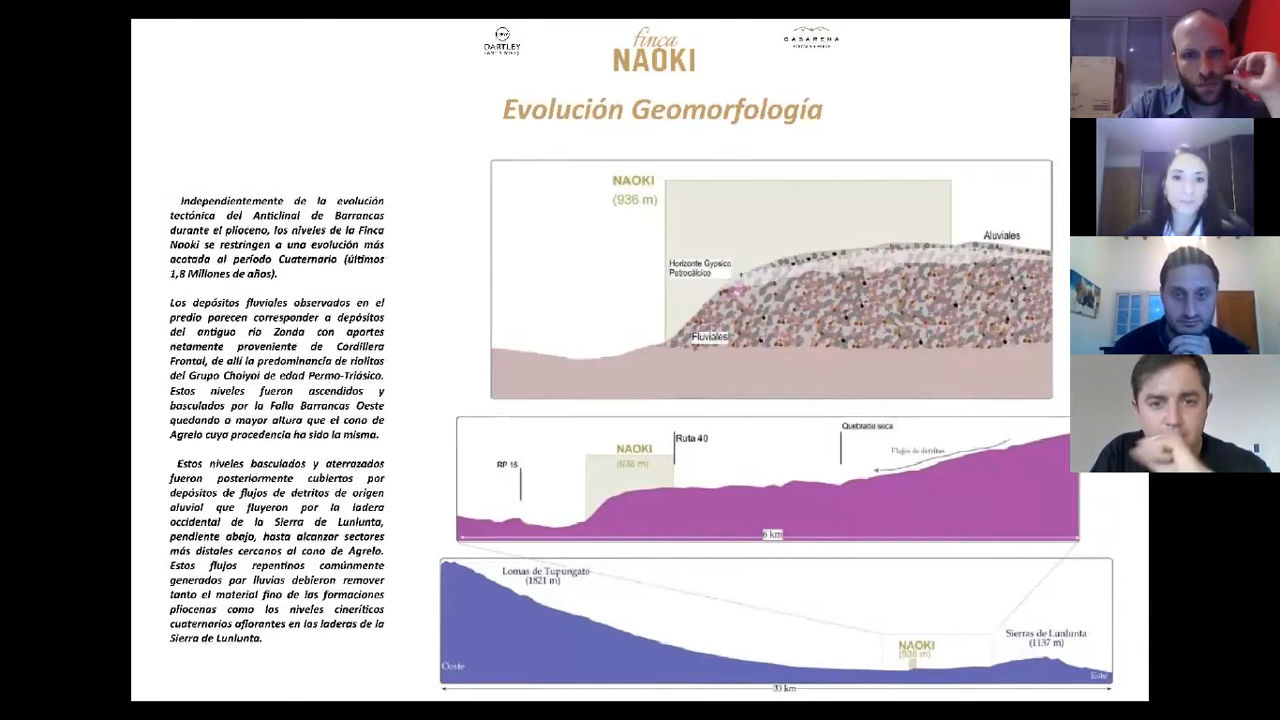 DARTLEY
finca
NAOKI
CASARENA
Evolución Geomorfología
Independientemente de la evolución
tectónica del Anticlinal de Barrancas
durante el plioceno, los niveles de la Finca
Naoki se restringen a una evolución más
acotada al período Cuaternario (últimos
1,8 Millones de años).
Los depósitos fluviales observados en el
predio parecen corresponder a depósitos
del antiguo río Zonda con aportes
netamente proveniente de Cordillera
Frontal, de allí la predominancia de riolitas
del Grupo Choiyoi de edad Permo-Triásico.
Estos niveles fueron ascendidos y
basculados por la Falla Barrancas Oeste
quedando a mayor altura que el cono de
Agrelo cuya procedencia ha sido la misma.
Estos niveles basculados y aterrazados
fueron posteriormente cubiertos por
depósitos de flujos de detritos de origen
aluvial que fluyeron por la ladera
occidental de la Sierra de Lunlunta,
pendiente abajo, hasta alcanzar sectores
más distales cercanos al cono de Agrelo.
Estos flujos repentinos comúnmente
generados por lluvias debieron remover
tanto el material fino de las formaciones
pliocenas como los niveles cineríticos
cuaternarios aflorantes en las laderas de la
Sierra de Lunlunta.
NAOKI
(936 m)
Aluviales
Horizonte Gypsico
Petrocálcico
Fluviales
RP 15
NAOKI
(936 m)
Ruta 40
Quebrada seca
Flujos de detritos
6 km
Lomas de Tupungato
(1821 m)
Oeste
NAOKI
(936 m)
Sierras de Lunlunta
(1137 m)
Este
33 km